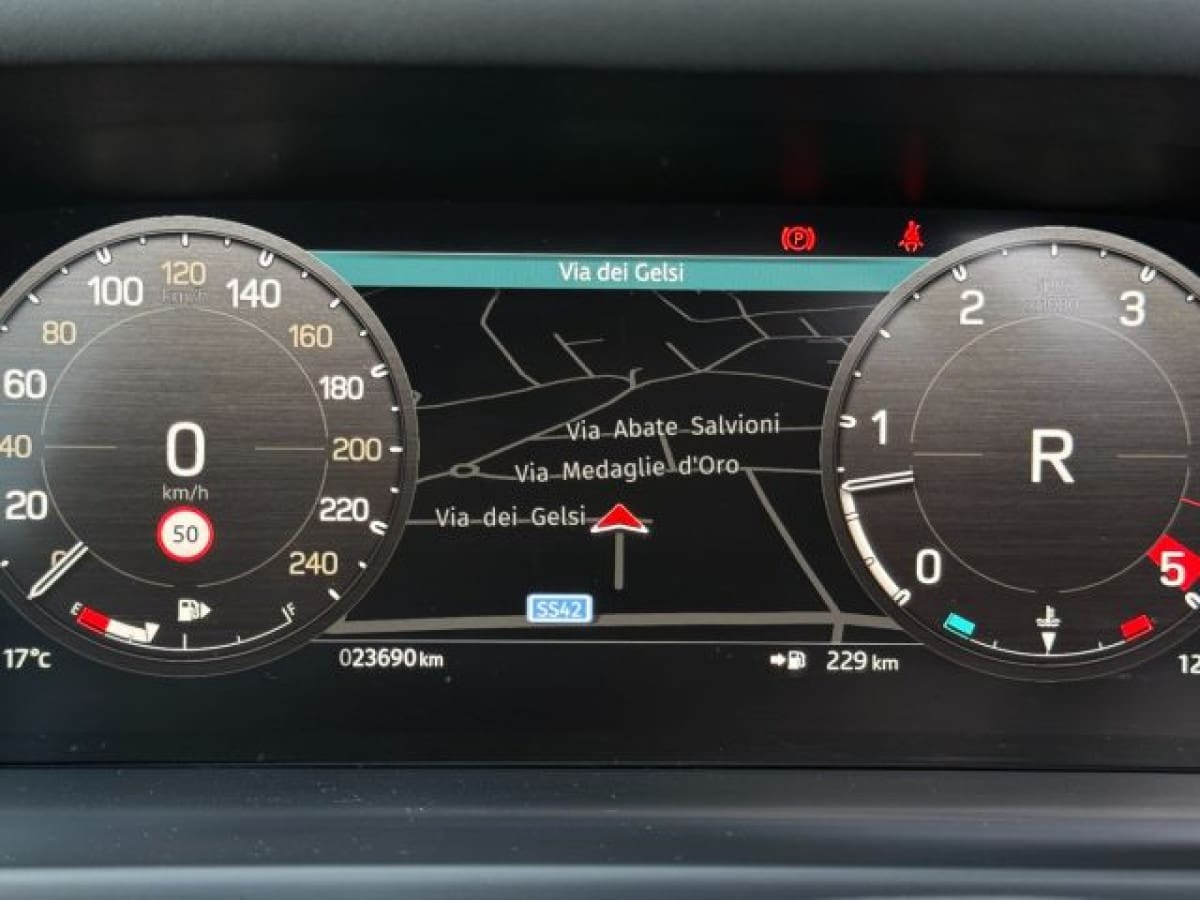 Via dei Gelsi
100
120
km/h
140
80
160
60
180
40
0
200
km/h
20
220
50
0
240
E
F
Via Abate Salvioni
Via Medaglie d'Oro
Via dei Gelsi
SS42
P
2
3
1
R
0
5
17°c
023690 km
229 km
12